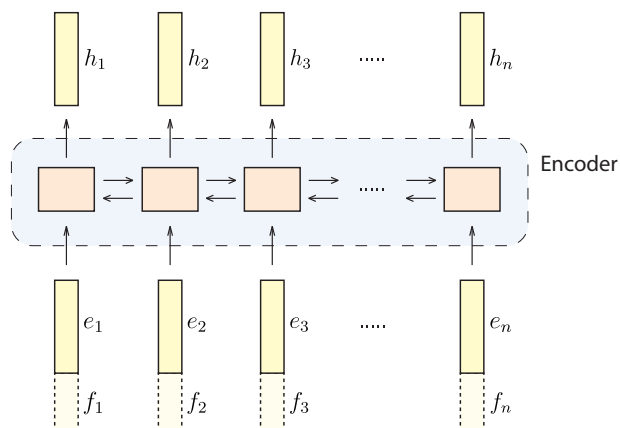 h₁ h₂ h₃ ..... hₙ
Encoder
.....
e₁ e₂ e₃ ..... eₙ
f₁ f₂ f₃ fₙ